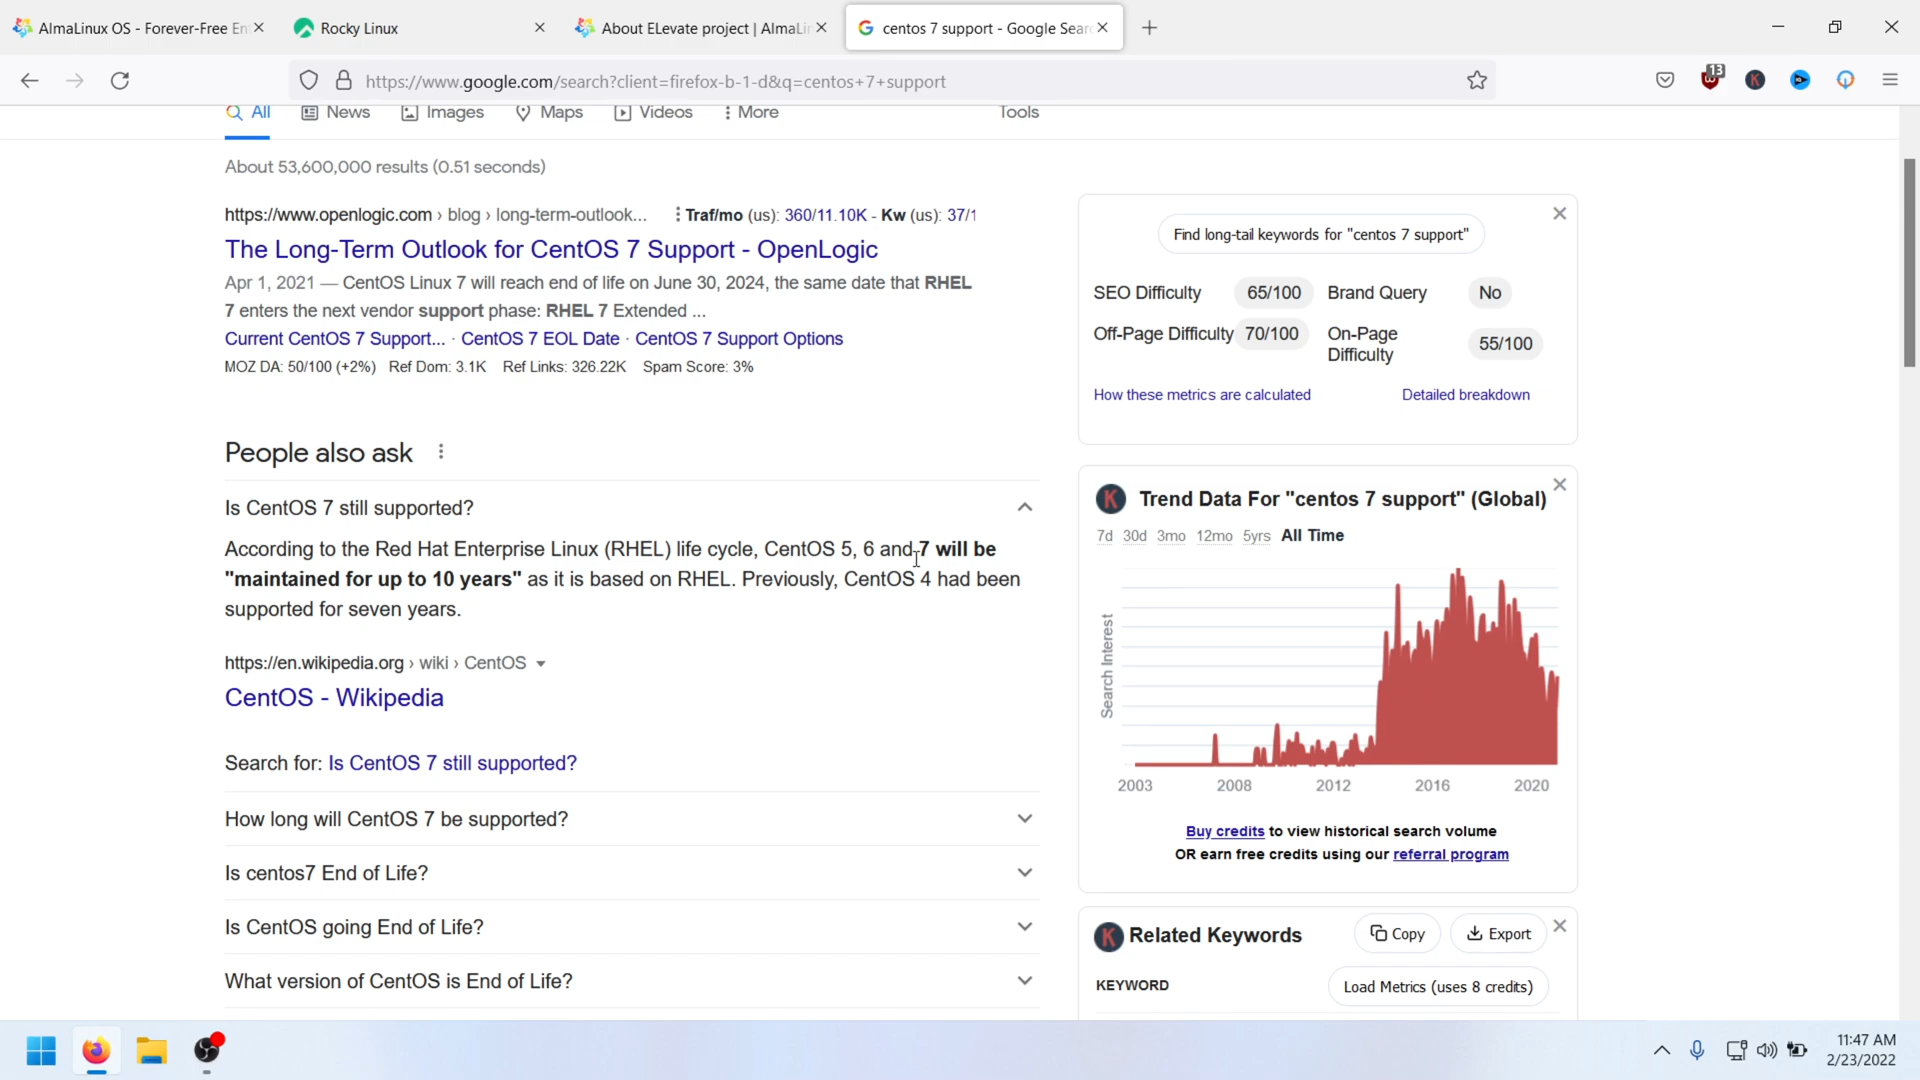 AlmaLinux OS - Forever-Free En
Rocky Linux
About ELevate project | AlmaLi
centos 7 support - Google Sear
https://www.google.com/search?client=firefox-b-1-d&q=centos+7+support
13
All
News
Images
Maps
Videos
More
Tools
About 53,600,000 results (0.51 seconds)
https://www.openlogic.com › blog › long-term-outlook... Traf/mo (us): 360/11.10K - Kw (us): 37/1
The Long-Term Outlook for CentOS 7 Support - OpenLogic
Apr 1, 2021 — CentOS Linux 7 will reach end of life on June 30, 2024, the same date that RHEL
7 enters the next vendor support phase: RHEL 7 Extended ...
Current CentOS 7 Support... · CentOS 7 EOL Date · CentOS 7 Support Options
MOZ DA: 50/100 (+2%) Ref Dom: 3.1K Ref Links: 326.22K Spam Score: 3%
People also ask
Is CentOS 7 still supported?
According to the Red Hat Enterprise Linux (RHEL) life cycle, CentOS 5, 6 and 7 will be
"maintained for up to 10 years" as it is based on RHEL. Previously, CentOS 4 had been
supported for seven years.
https://en.wikipedia.org › wiki › CentOS
CentOS - Wikipedia
Search for: Is CentOS 7 still supported?
How long will CentOS 7 be supported?
Is centos7 End of Life?
Is CentOS going End of Life?
What version of CentOS is End of Life?
Find long-tail keywords for "centos 7 support"
SEO Difficulty 65/100 Brand Query No
Off-Page Difficulty 70/100 On-Page
Difficulty 55/100
How these metrics are calculated
Detailed breakdown
K Trend Data For "centos 7 support" (Global)
7d 30d 3mo 12mo 5yrs All Time
Search Interest
2003 2008 2012 2016 2020
Buy credits to view historical search volume
OR earn free credits using our referral program
K Related Keywords
Copy
Export
KEYWORD
Load Metrics (uses 8 credits)
11:47 AM
2/23/2022